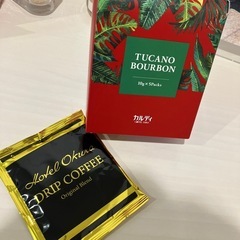 TUCANO
BOURBON
10g×5Packs
カルディ
Hotel Okura
DRIP COFFEE
Original Blend